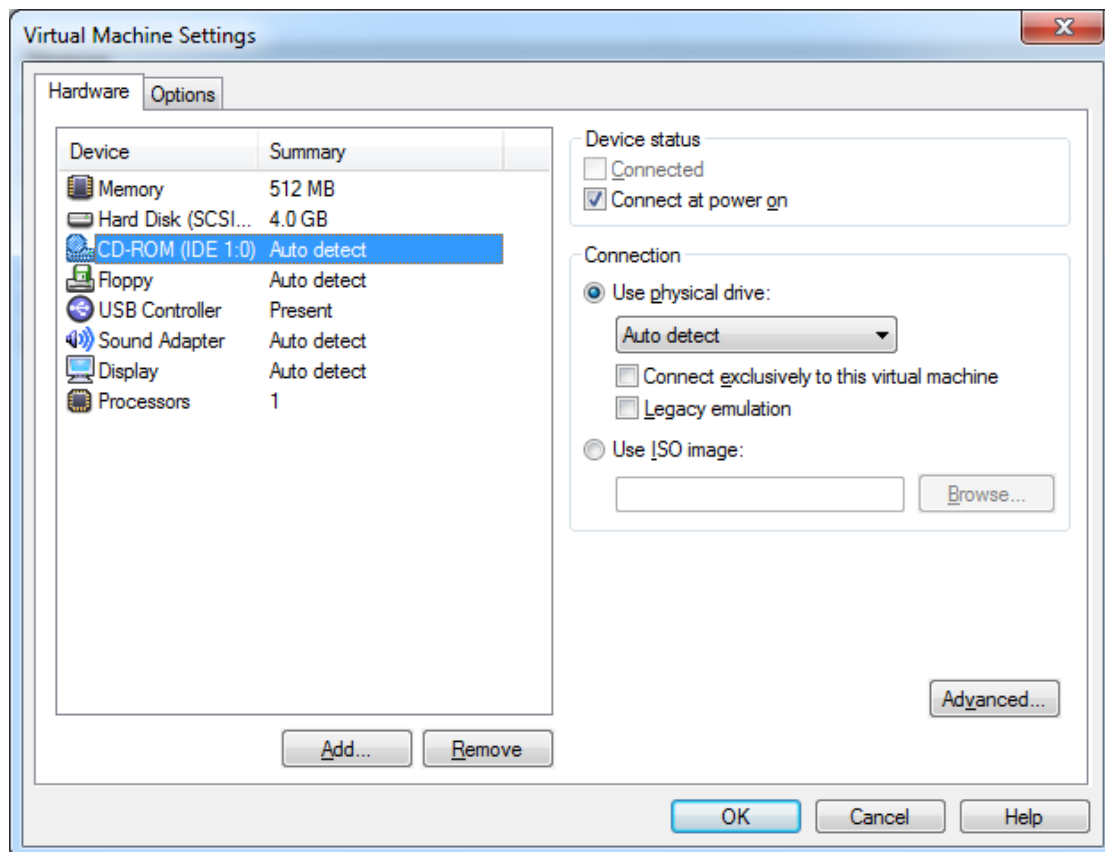 Virtual Machine Settings
Hardware Options
Device Summary
Memory 512 MB
Hard Disk (SCSI... 4.0 GB
CD-ROM (IDE 1:0) Auto detect
Floppy Auto detect
USB Controller Present
Sound Adapter Auto detect
Display Auto detect
Processors 1
Add... Remove
Device status
Connected
Connect at power on
Connection
Use physical drive:
Auto detect
Connect exclusively to this virtual machine
Legacy emulation
Use ISO image:
Browse...
Advanced...
OK Cancel Help